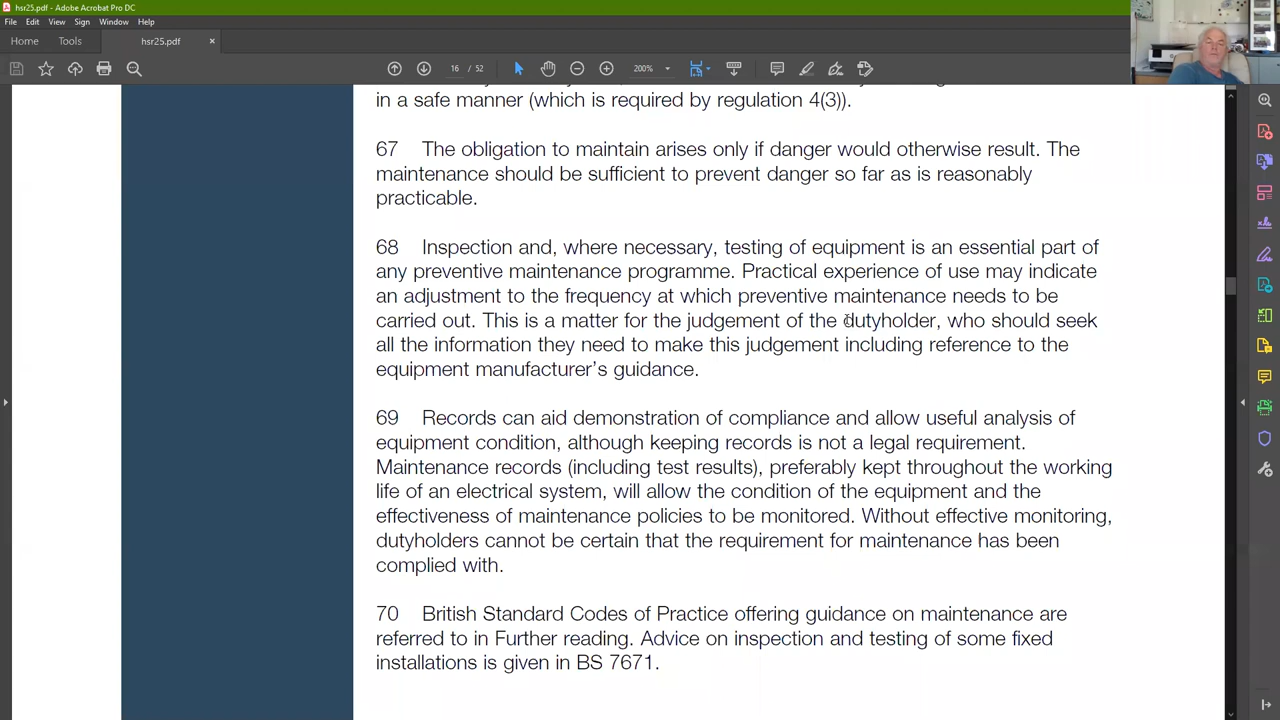 hsr25.pdf - Adobe Acrobat Pro DC
File Edit View Sign Window Help
Home Tools hsr25.pdf ×
16 52 200%
in a safe manner (which is required by regulation 4(3)).
67 The obligation to maintain arises only if danger would otherwise result. The
maintenance should be sufficient to prevent danger so far as is reasonably
practicable.
68 Inspection and, where necessary, testing of equipment is an essential part of
any preventive maintenance programme. Practical experience of use may indicate
an adjustment to the frequency at which preventive maintenance needs to be
carried out. This is a matter for the judgement of the dutyholder, who should seek
all the information they need to make this judgement including reference to the
equipment manufacturer’s guidance.
69 Records can aid demonstration of compliance and allow useful analysis of
equipment condition, although keeping records is not a legal requirement.
Maintenance records (including test results), preferably kept throughout the working
life of an electrical system, will allow the condition of the equipment and the
effectiveness of maintenance policies to be monitored. Without effective monitoring,
dutyholders cannot be certain that the requirement for maintenance has been
complied with.
70 British Standard Codes of Practice offering guidance on maintenance are
referred to in Further reading. Advice on inspection and testing of some fixed
installations is given in BS 7671.